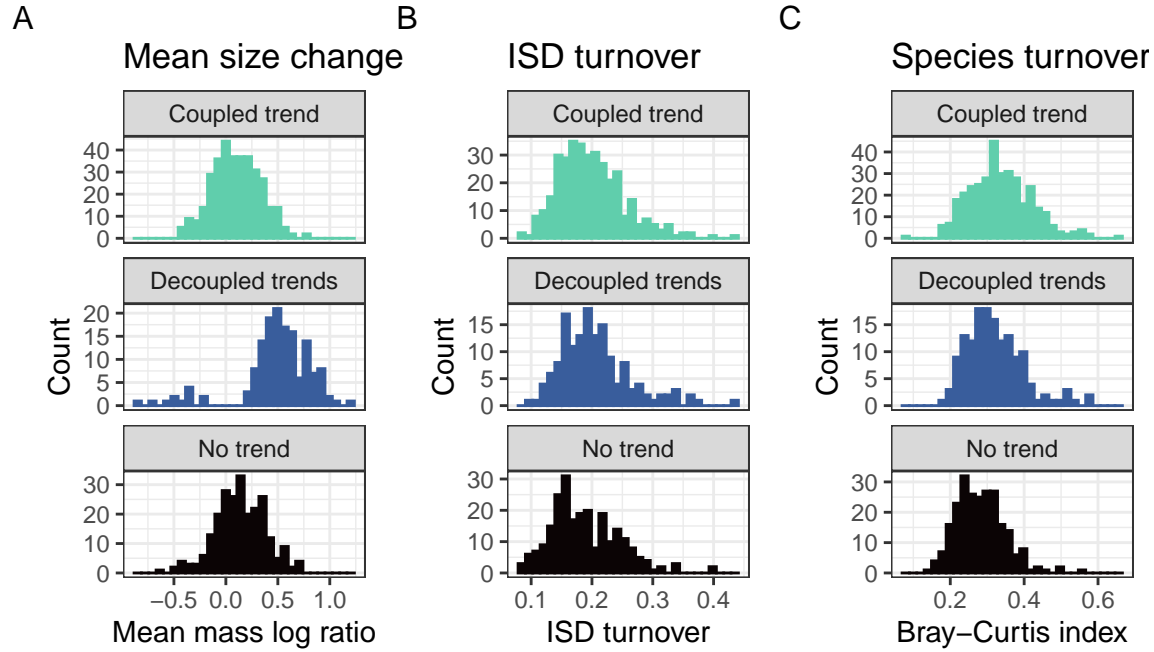 A
Mean size change
Coupled trend
40
30
20
10
0
Decoupled trends
20
15
10
5
0
No trend
30
20
10
0
−0.5 0.0 0.5 1.0
Mean mass log ratio
Count
B
ISD turnover
Coupled trend
30
20
10
0
Decoupled trends
15
10
5
0
No trend
30
20
10
0
0.1 0.2 0.3 0.4
ISD turnover
Count
C
Species turnover
Coupled trend
40
30
20
10
0
Decoupled trends
15
10
5
0
No trend
30
20
10
0
0.2 0.4 0.6
Bray−Curtis index
Count